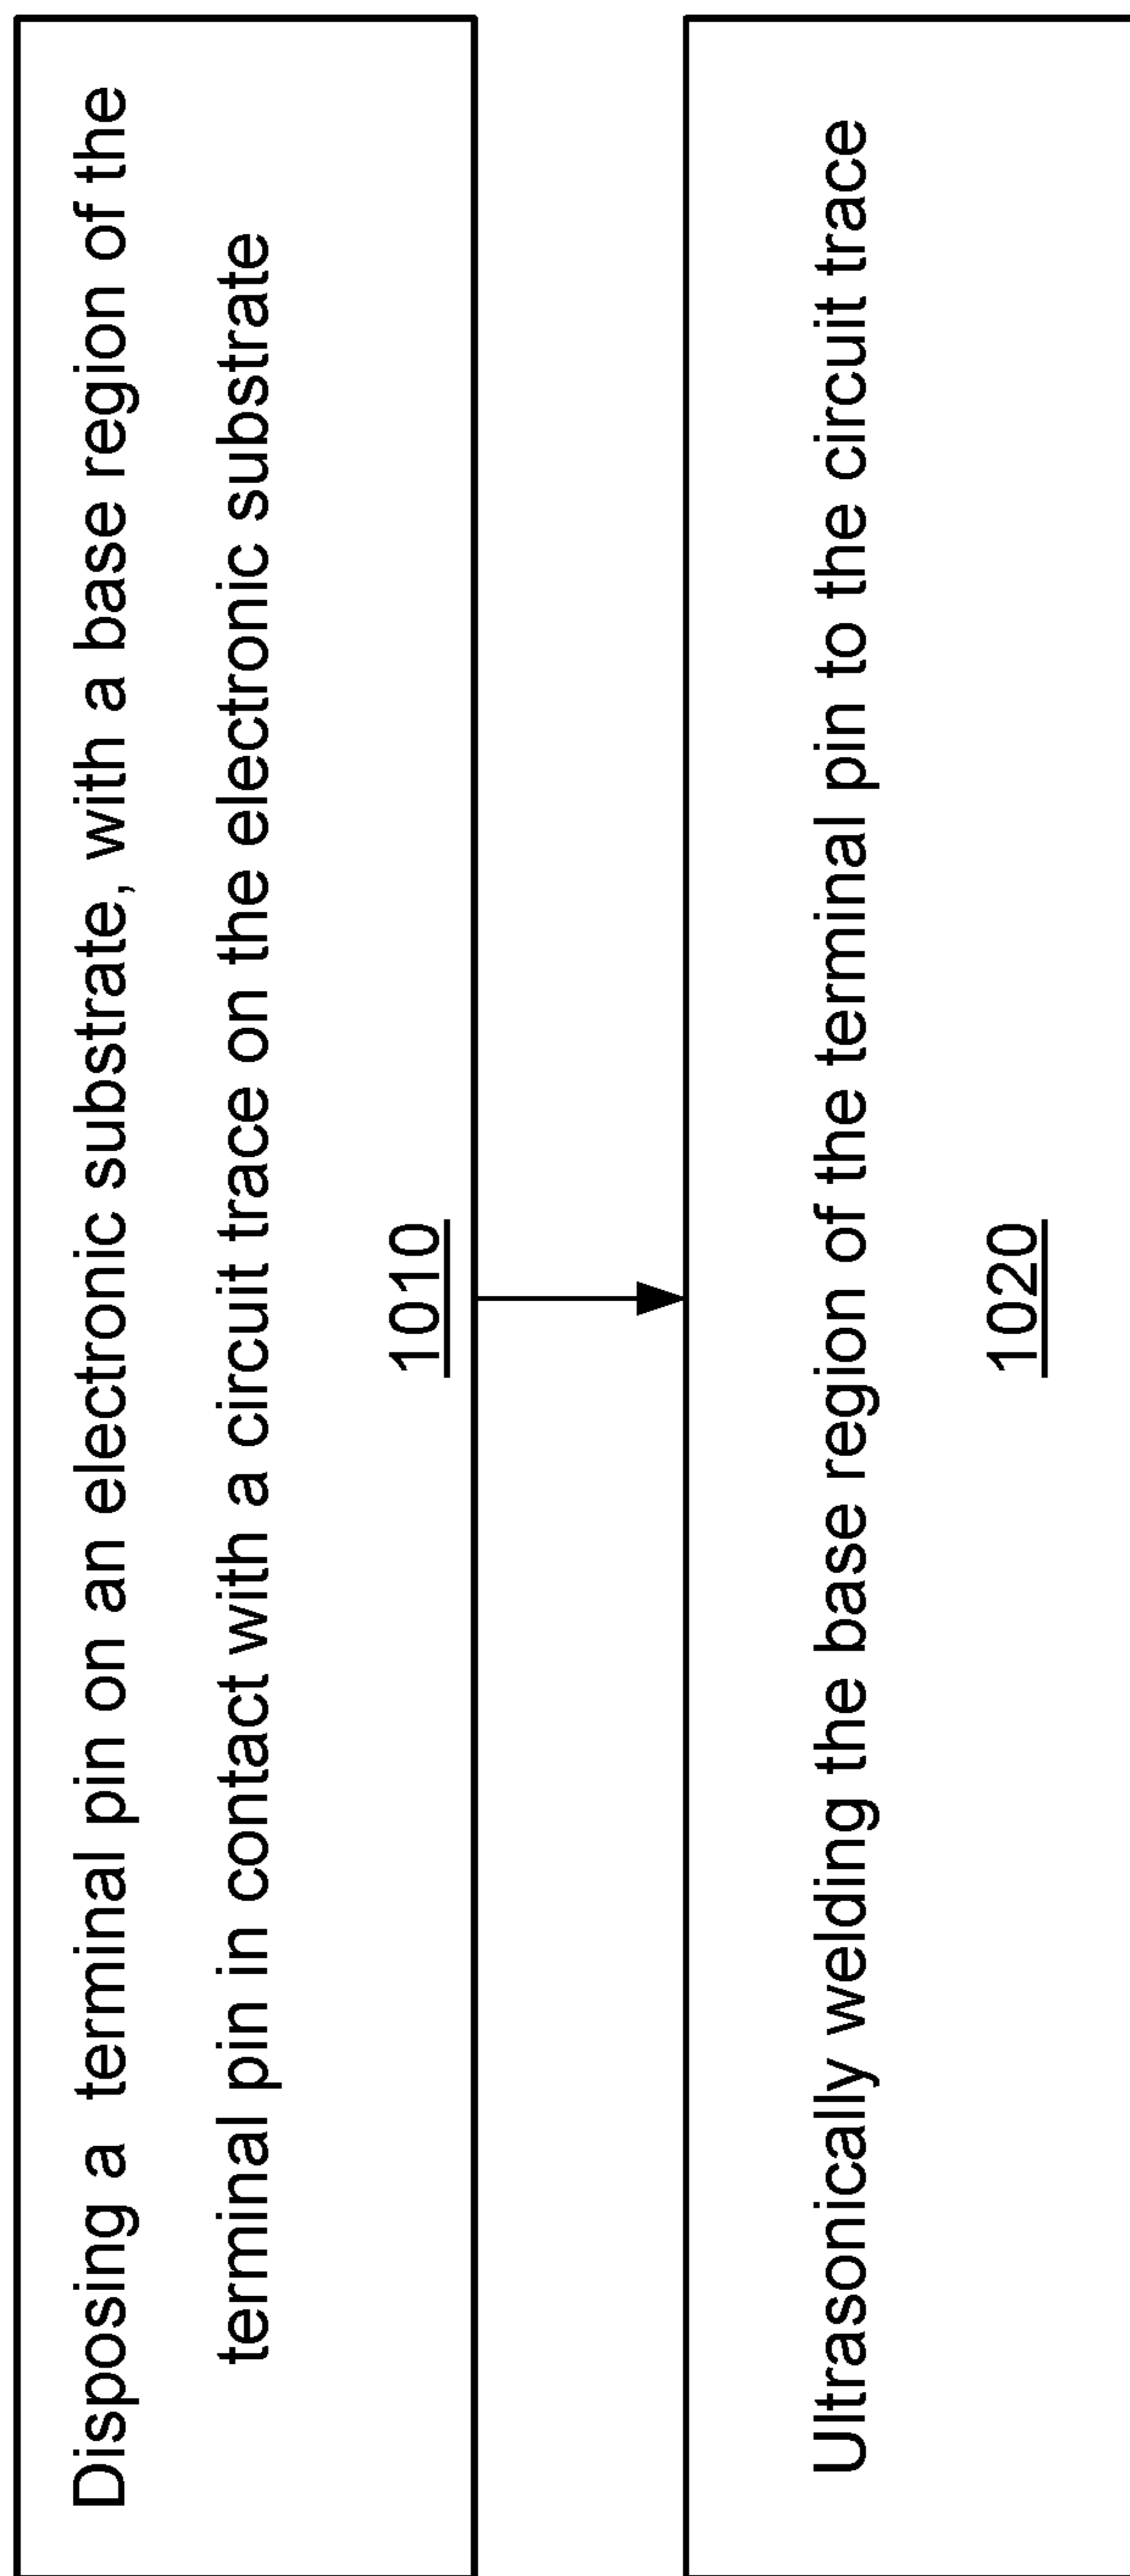 Disposing a terminal pin on an electronic substrate, with a base region of the
terminal pin in contact with a circuit trace on the electronic substrate
1010
Ultrasonically welding the base region of the terminal pin to the circuit trace
1020